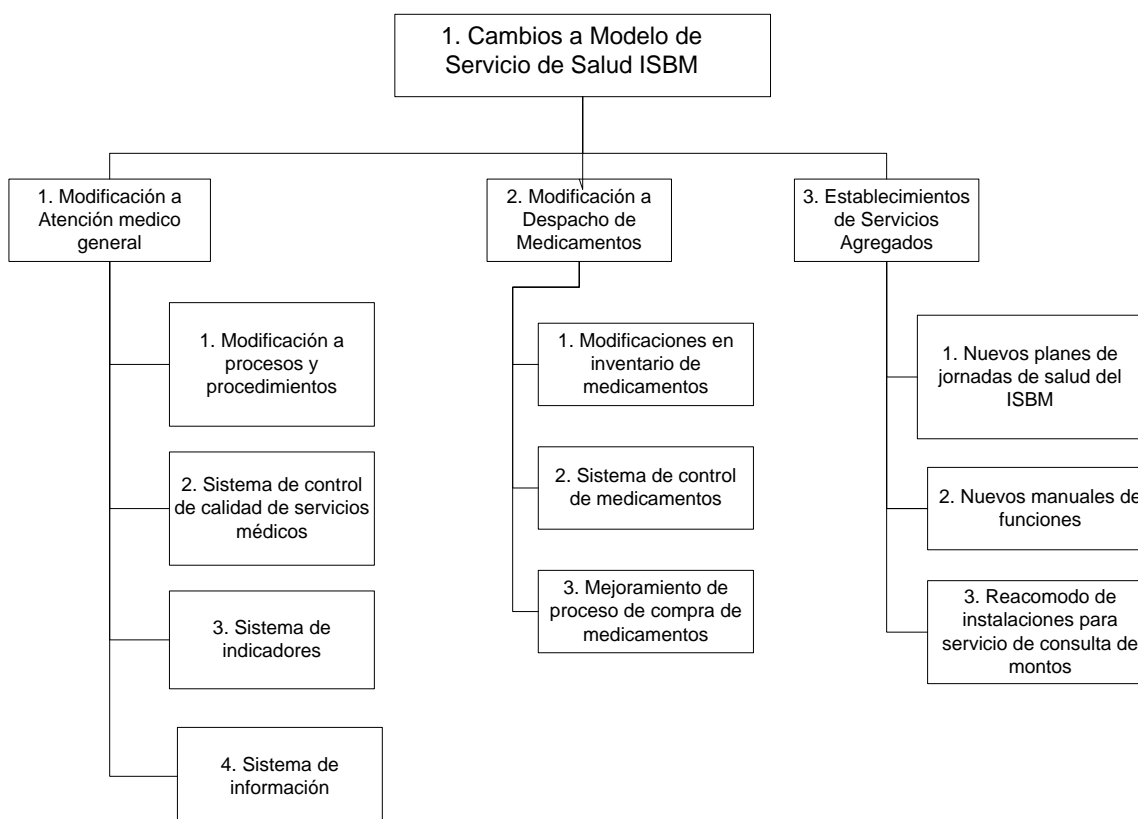 1. Cambios a Modelo de
Servicio de Salud ISBM
1. Modificación a
Atención medico
general
2. Modificación a
Despacho de
Medicamentos
3. Establecimientos
de Servicios
Agregados
1. Modificación a
procesos y
procedimientos
2. Sistema de control
de calidad de servicios
médicos
3. Sistema de
indicadores
4. Sistema de
información
1. Modificaciones en
inventario de
medicamentos
2. Sistema de control
de medicamentos
3. Mejoramiento de
proceso de compra de
medicamentos
1. Nuevos planes de
jornadas de salud del
ISBM
2. Nuevos manuales de
funciones
3. Reacomodo de
instalaciones para
servicio de consulta de
montos